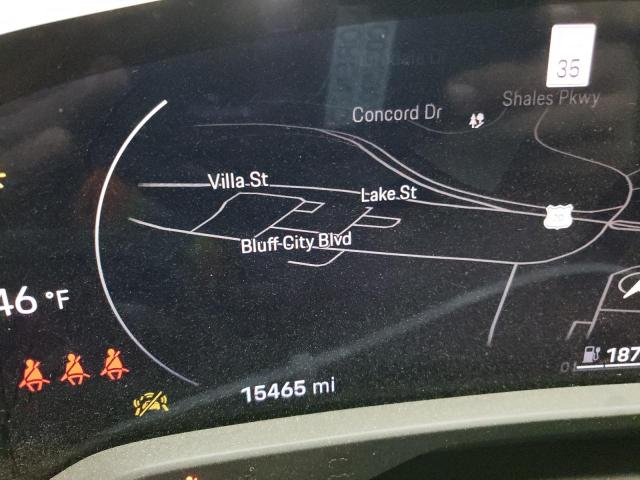 35
Concord Dr
Shales Pkwy
Villa St
Lake St
Bluff City Blvd
46 °F
187
15465 mi